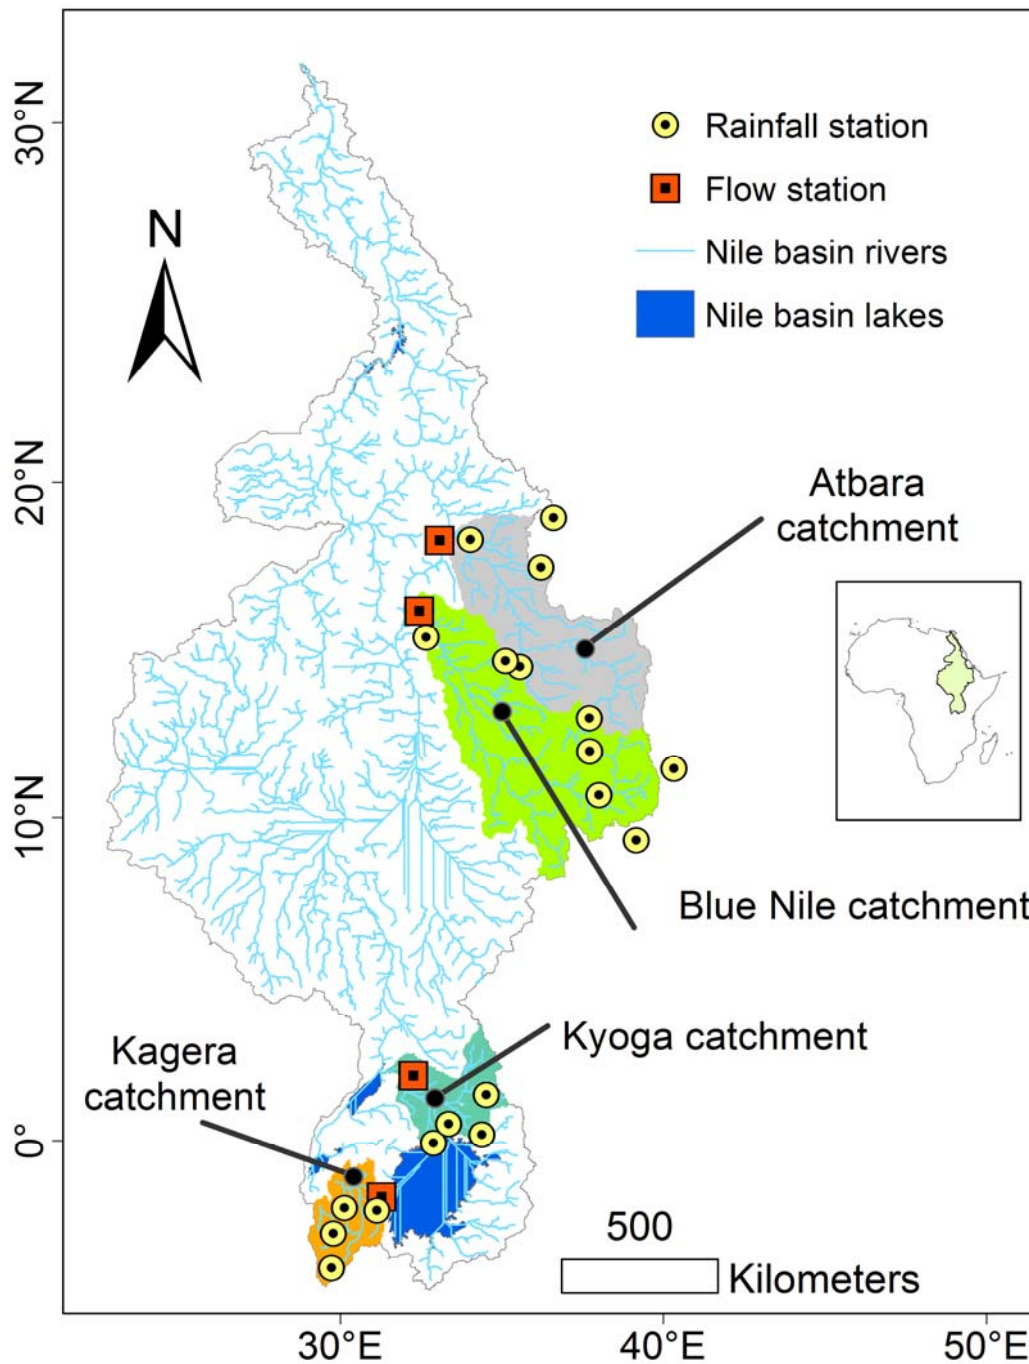 30°N
20°N
10°N
0°
N
Rainfall station
Flow station
Nile basin rivers
Nile basin lakes
Atbara
catchment
Blue Nile catchment
Kyoga catchment
Kagera
catchment
500
Kilometers
30°E
40°E
50°E